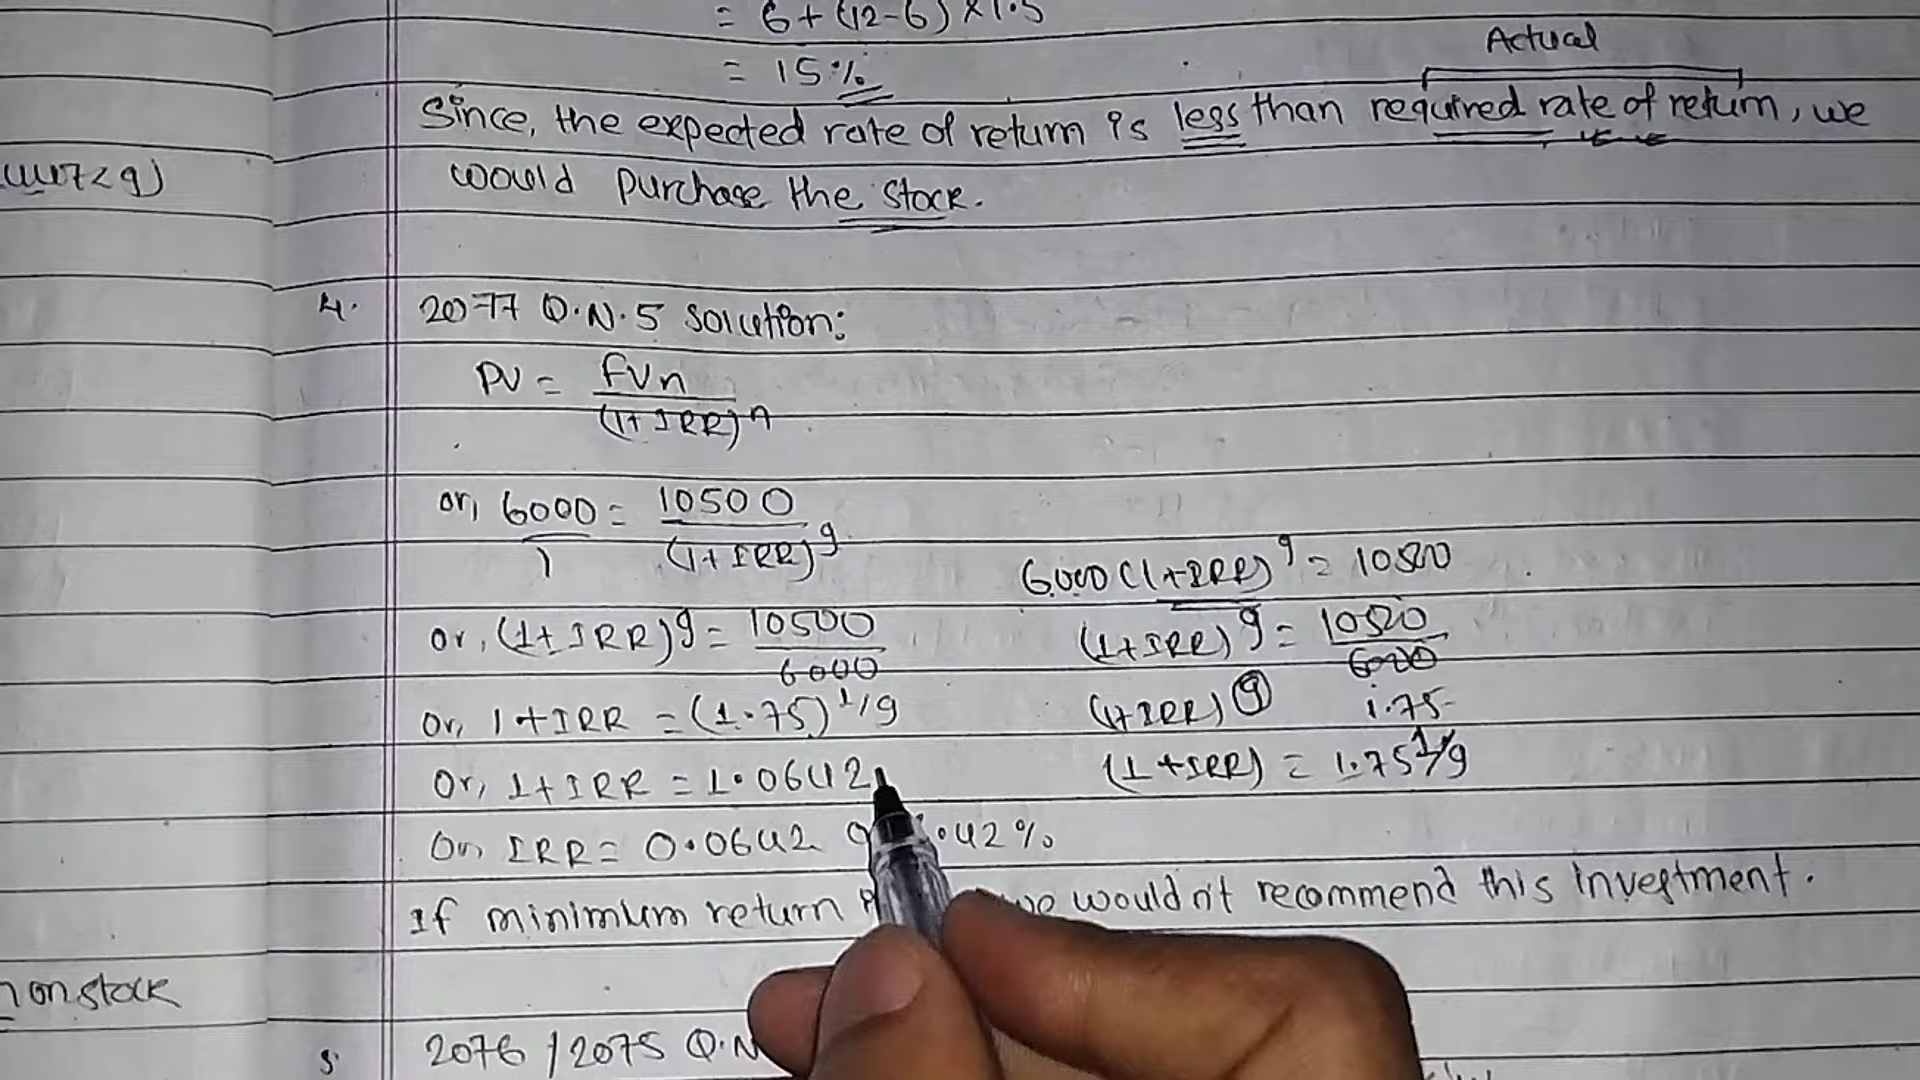 = 6 + (12-6) × 1.5
Actual
= 15%
Since, the expected rate of return is less than required rate of return, we
would purchase the stock.
4. 2077 Q.N.5 solution:
PV = FVn
(1+IRR)n
or, 6000 = 10500
1 (1+IRR)9
6000 (1+IRR)9 = 10500
or, (1+IRR)9 = 10500
6000
(1+IRR)9 = 10500
6000
or, 1+IRR = (1.75)1/9
(1+IRR)9 1.75
or, 1+IRR = 1.0642
(1+IRR) = 1.751/9
or, IRR = 0.0642 .42%
If minimum return we wouldn't recommend this investment.
on stock
5. 2076 / 2075 Q.N